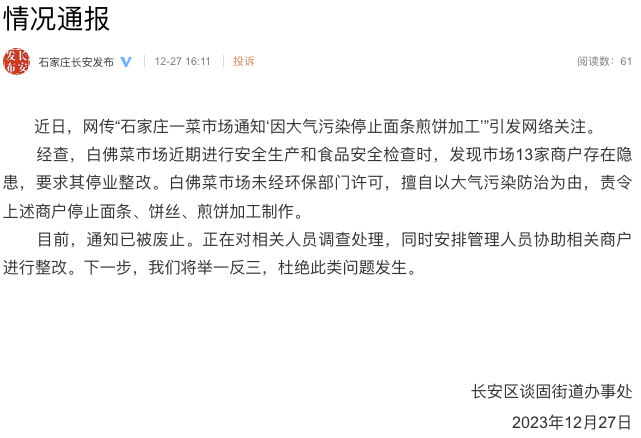 情况通报
发长布安 石家庄长安发布 12-27 16:11 投诉 阅读数：61
近日，网传“石家庄一菜市场通知‘因大气污染停止面条煎饼加工’”引发网络关注。
经查，白佛菜市场近期进行安全生产和食品安全检查时，发现市场13家商户存在隐
患，要求其停业整改。白佛菜市场未经环保部门许可，擅自以大气污染防治为由，责令
上述商户停止面条、饼丝、煎饼加工制作。
目前，通知已被废止。正在对相关人员调查处理，同时安排管理人员协助相关商户
进行整改。下一步，我们将举一反三，杜绝此类问题发生。
长安区谈固街道办事处
2023年12月27日